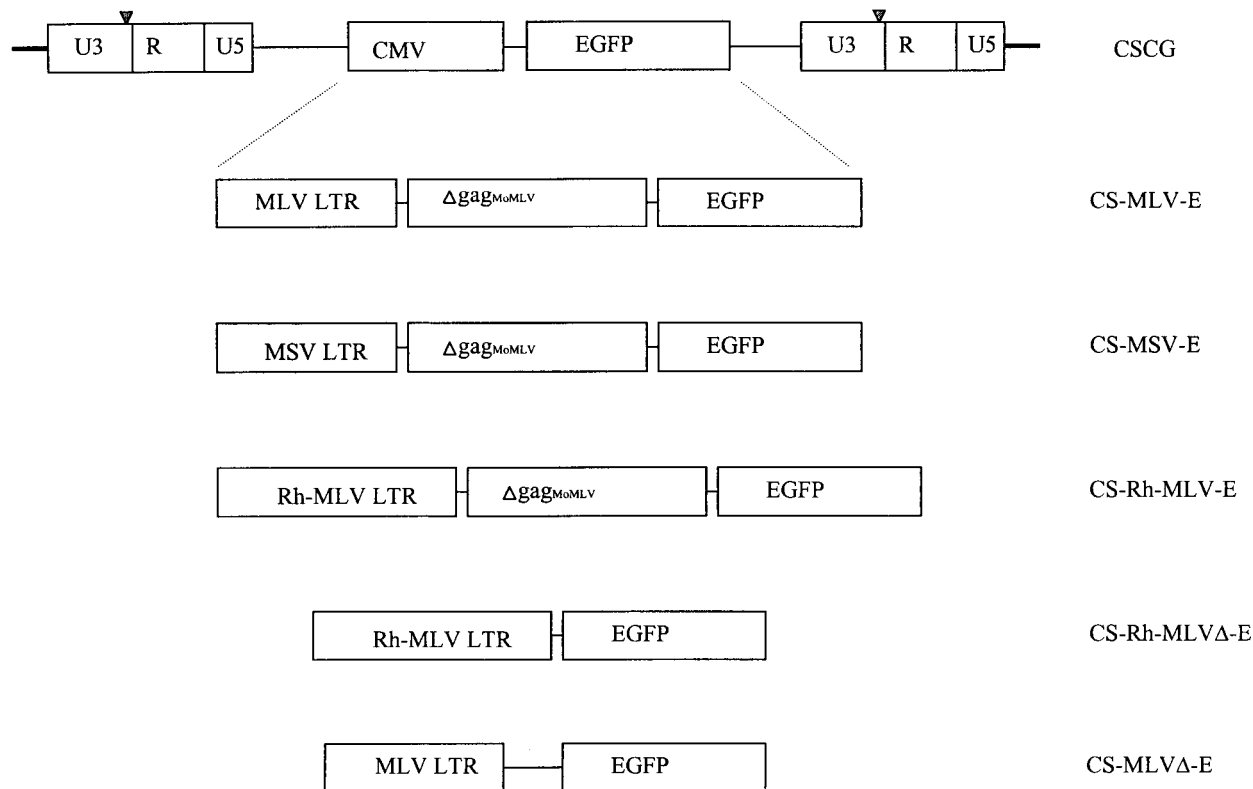 U3 R U5 CMV EGFP U3 R U5 CSCG
MLV LTR ΔgagMoMLV EGFP CS-MLV-E
MSV LTR ΔgagMoMLV EGFP CS-MSV-E
Rh-MLV LTR ΔgagMoMLV EGFP CS-Rh-MLV-E
Rh-MLV LTR EGFP CS-Rh-MLVΔ-E
MLV LTR EGFP CS-MLVΔ-E